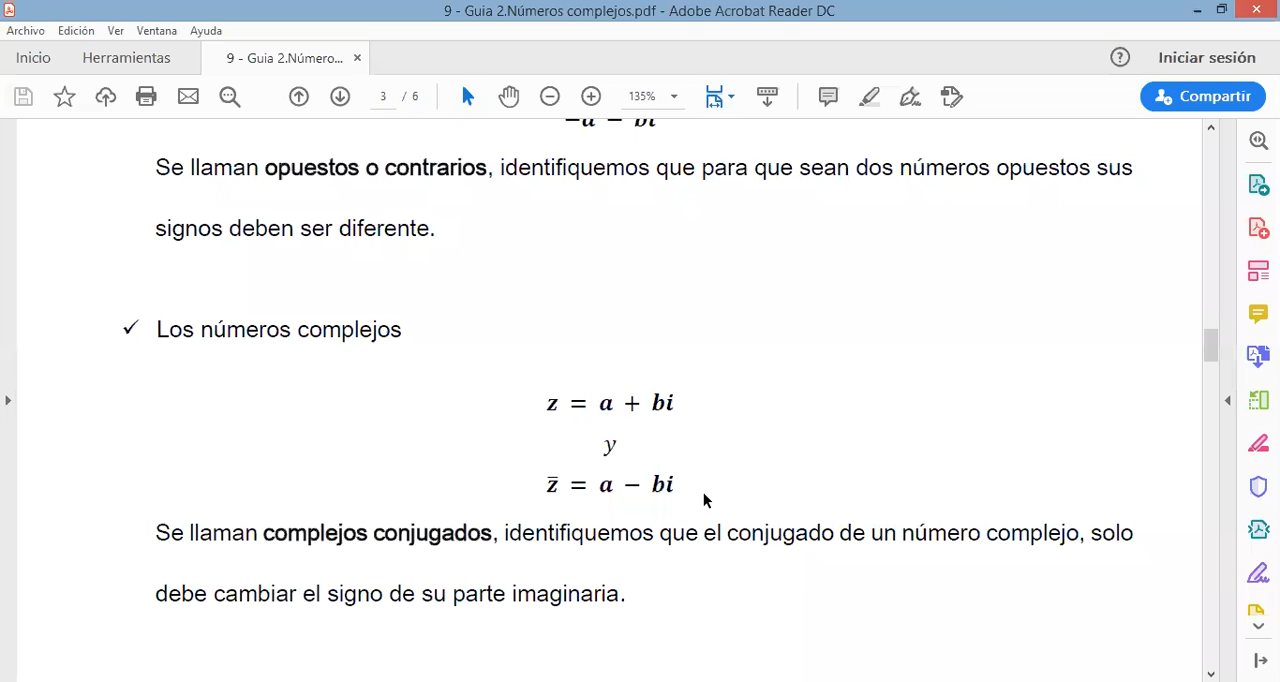 9 - Guia 2.Números complejos.pdf - Adobe Acrobat Reader DC
Archivo Edición Ver Ventana Ayuda
Inicio Herramientas 9 - Guia 2.Número... × Iniciar sesión
3 / 6 135% Compartir
−a − bi
Se llaman opuestos o contrarios, identifiquemos que para que sean dos números opuestos sus
signos deben ser diferente.
✓ Los números complejos
z = a + bi
y
z̄ = a − bi
Se llaman complejos conjugados, identifiquemos que el conjugado de un número complejo, solo
debe cambiar el signo de su parte imaginaria.